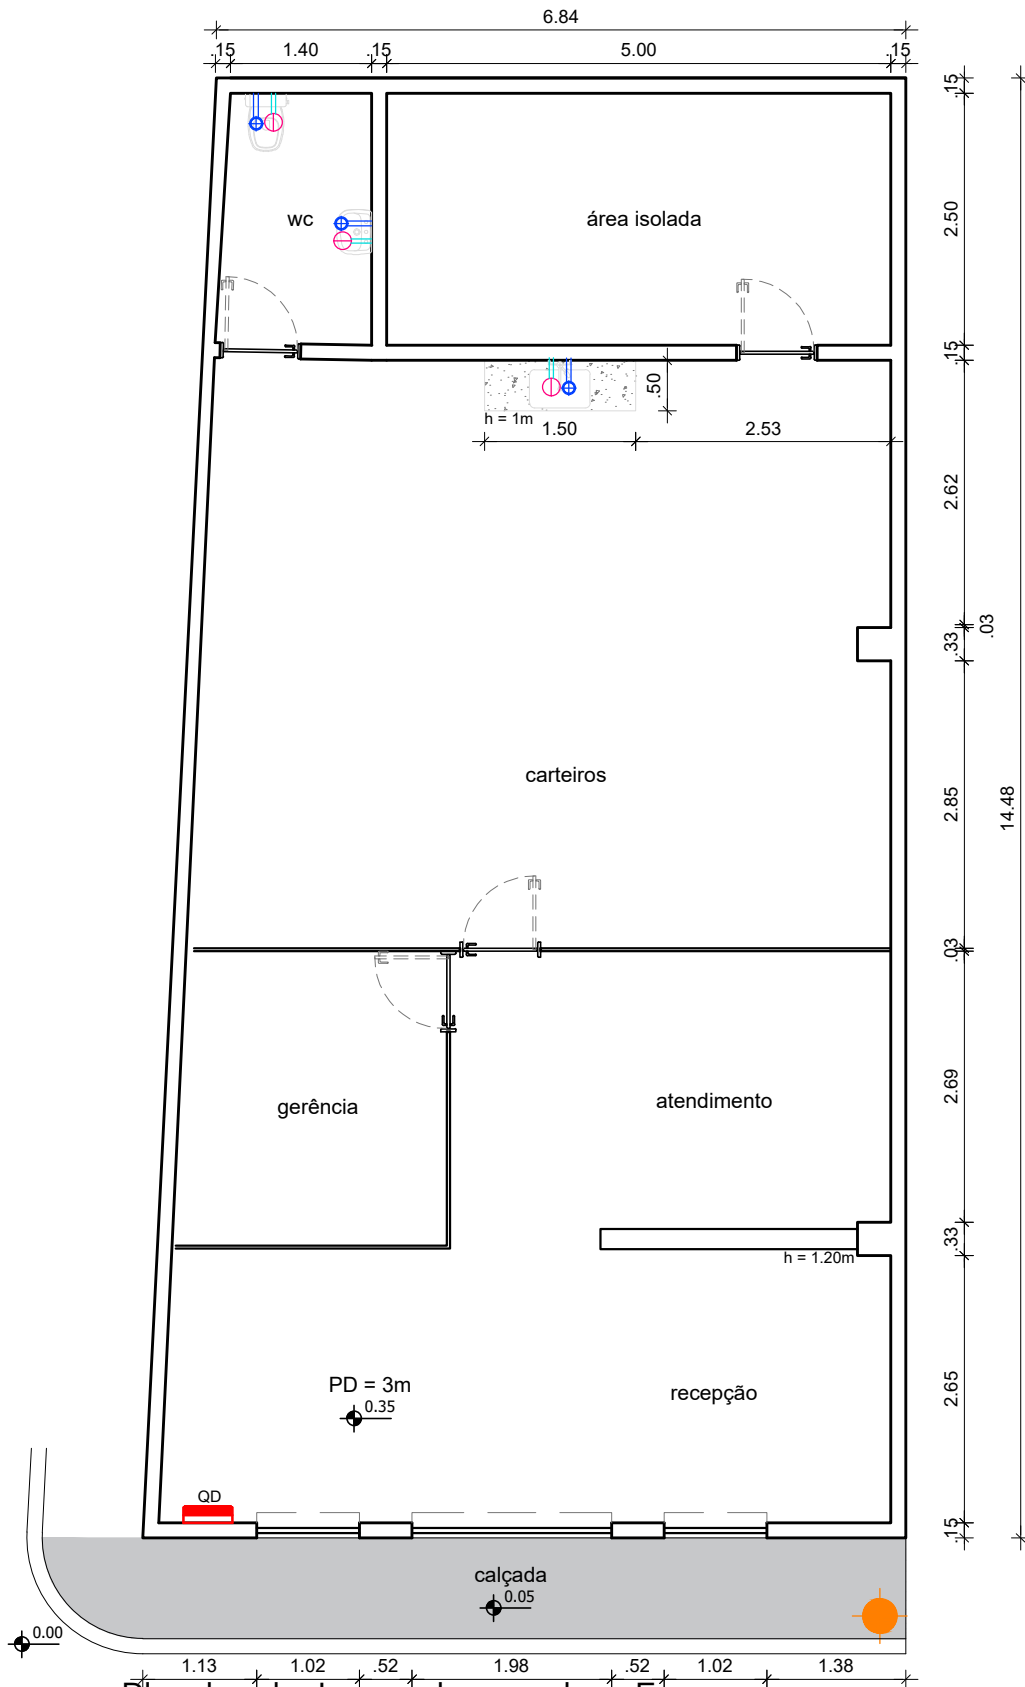 6.84
.15 1.40 .15 5.00 .15
.15
wc
área isolada
2.50
.15
.50
h = 1m
1.50
2.53
2.62
.03
.33
carteiros
2.85
14.48
.03
gerência
atendimento
2.69
.33
h = 1.20m
PD = 3m
0.35
recepção
2.65
QD
.15
calçada
0.05
0.00
1.13 1.02 .52 1.98 .52 1.02 1.38